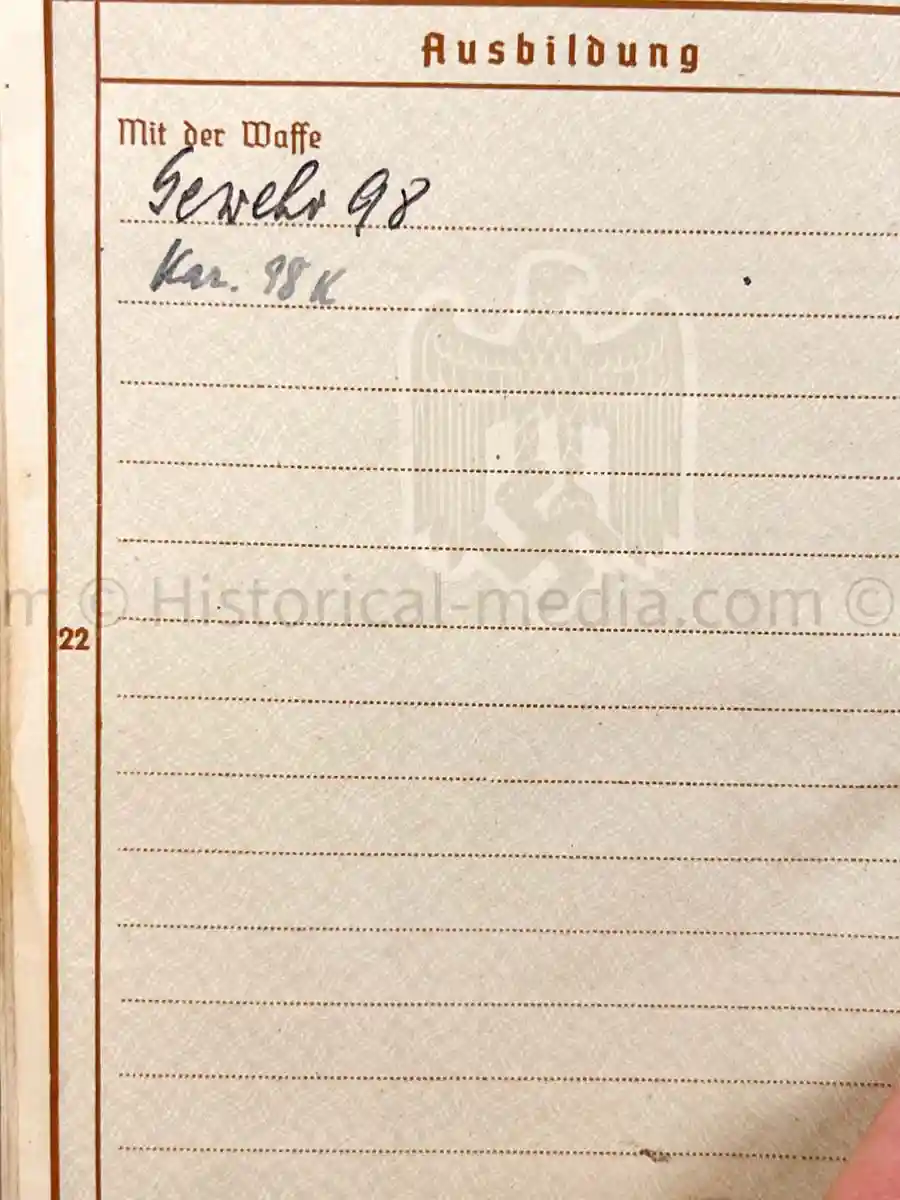 Ausbildung
Mit der Waffe
Gewehr 98
Kar. 98 K
m © Historical-media.com ©
22